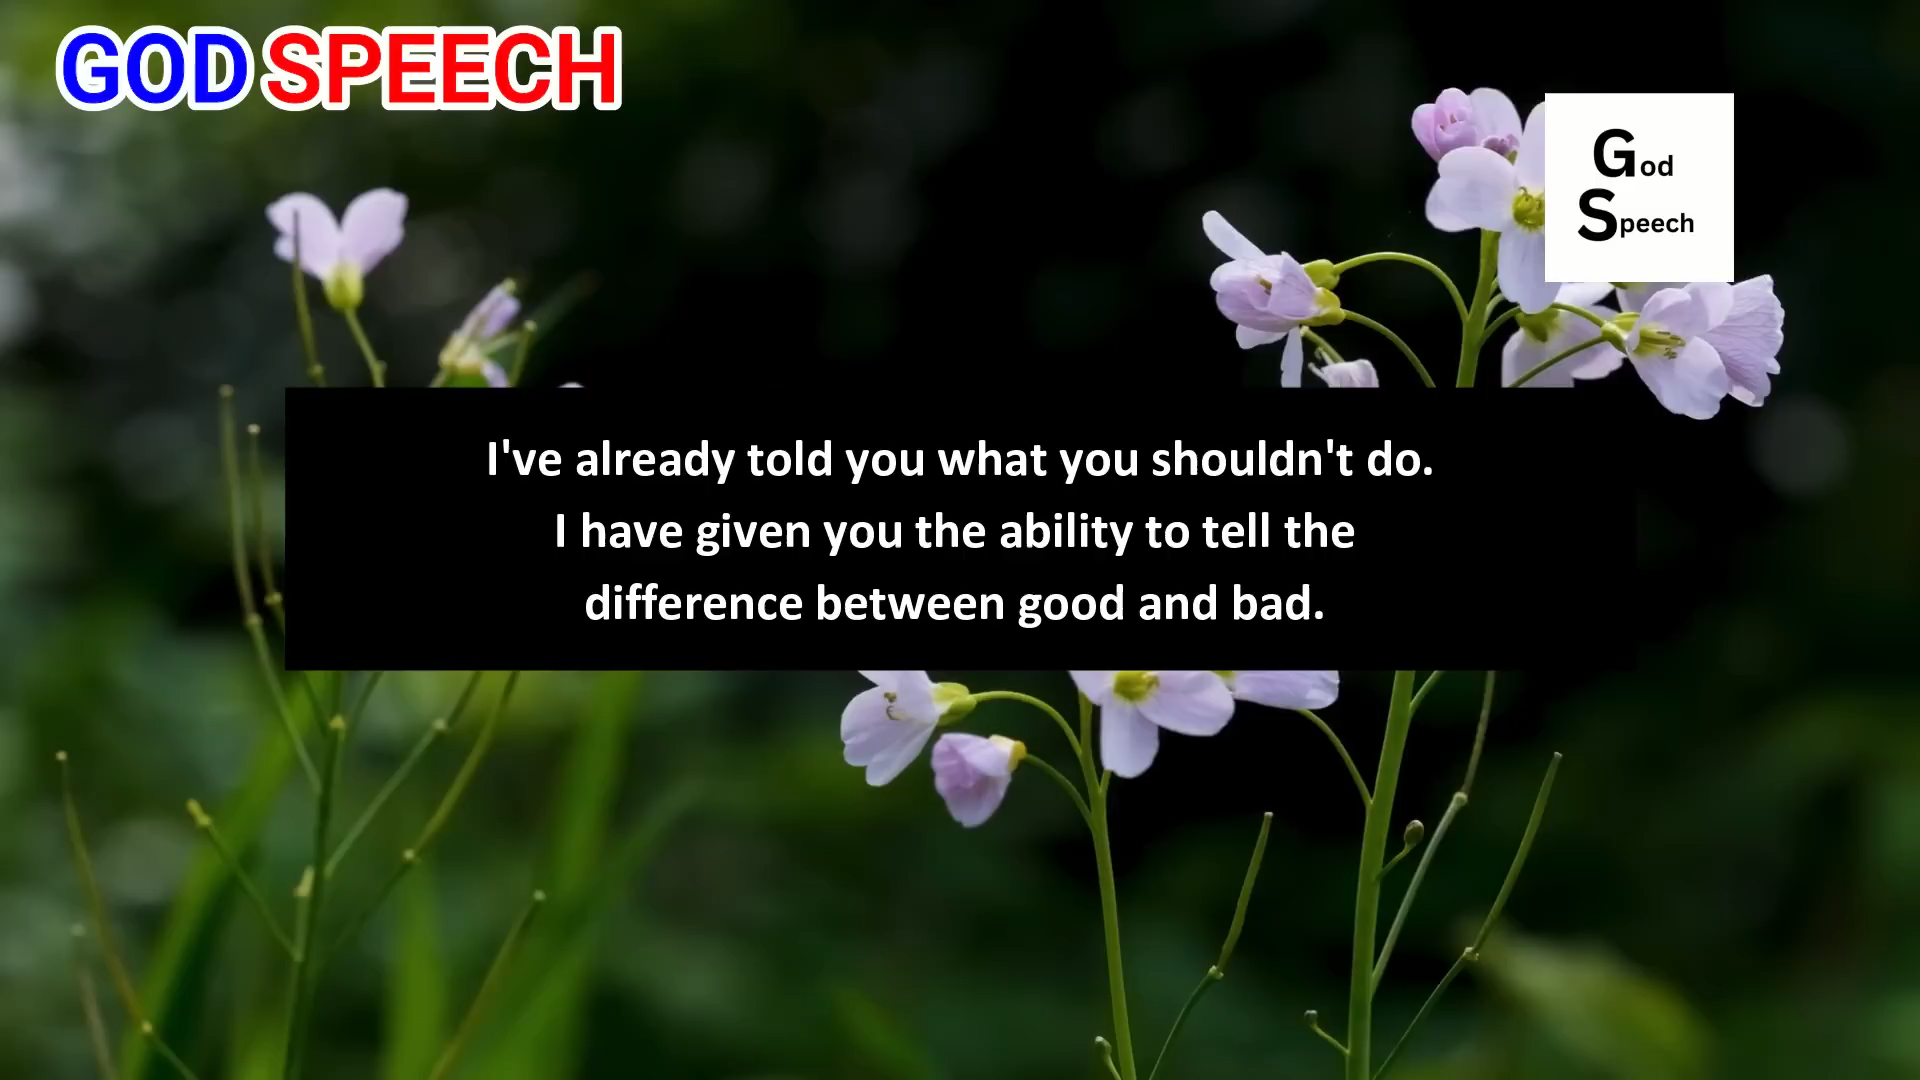 GOD SPEECH
God
Speech
I've already told you what you shouldn't do.
I have given you the ability to tell the
difference between good and bad.